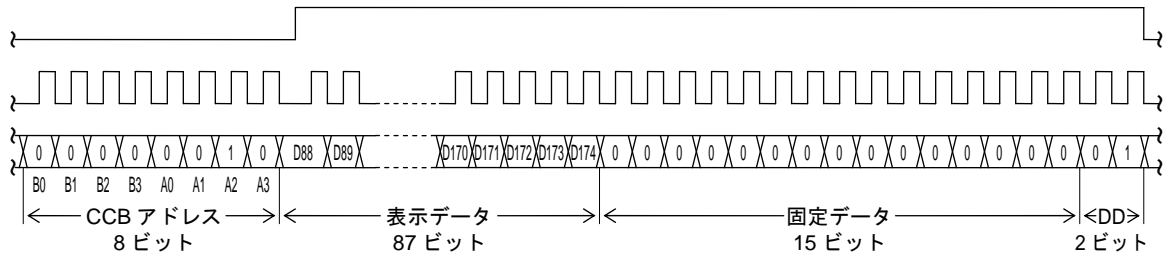 0 0 0 0 0 0 1 0 D88 D89 D170 D171 D172 D173 D174 0 0 0 0 0 0 0 0 0 0 0 0 0 0 0 0 1
B0 B1 B2 B3 A0 A1 A2 A3
CCB アドレス 表示データ 固定データ DD
8 ビット 87 ビット 15 ビット 2 ビット